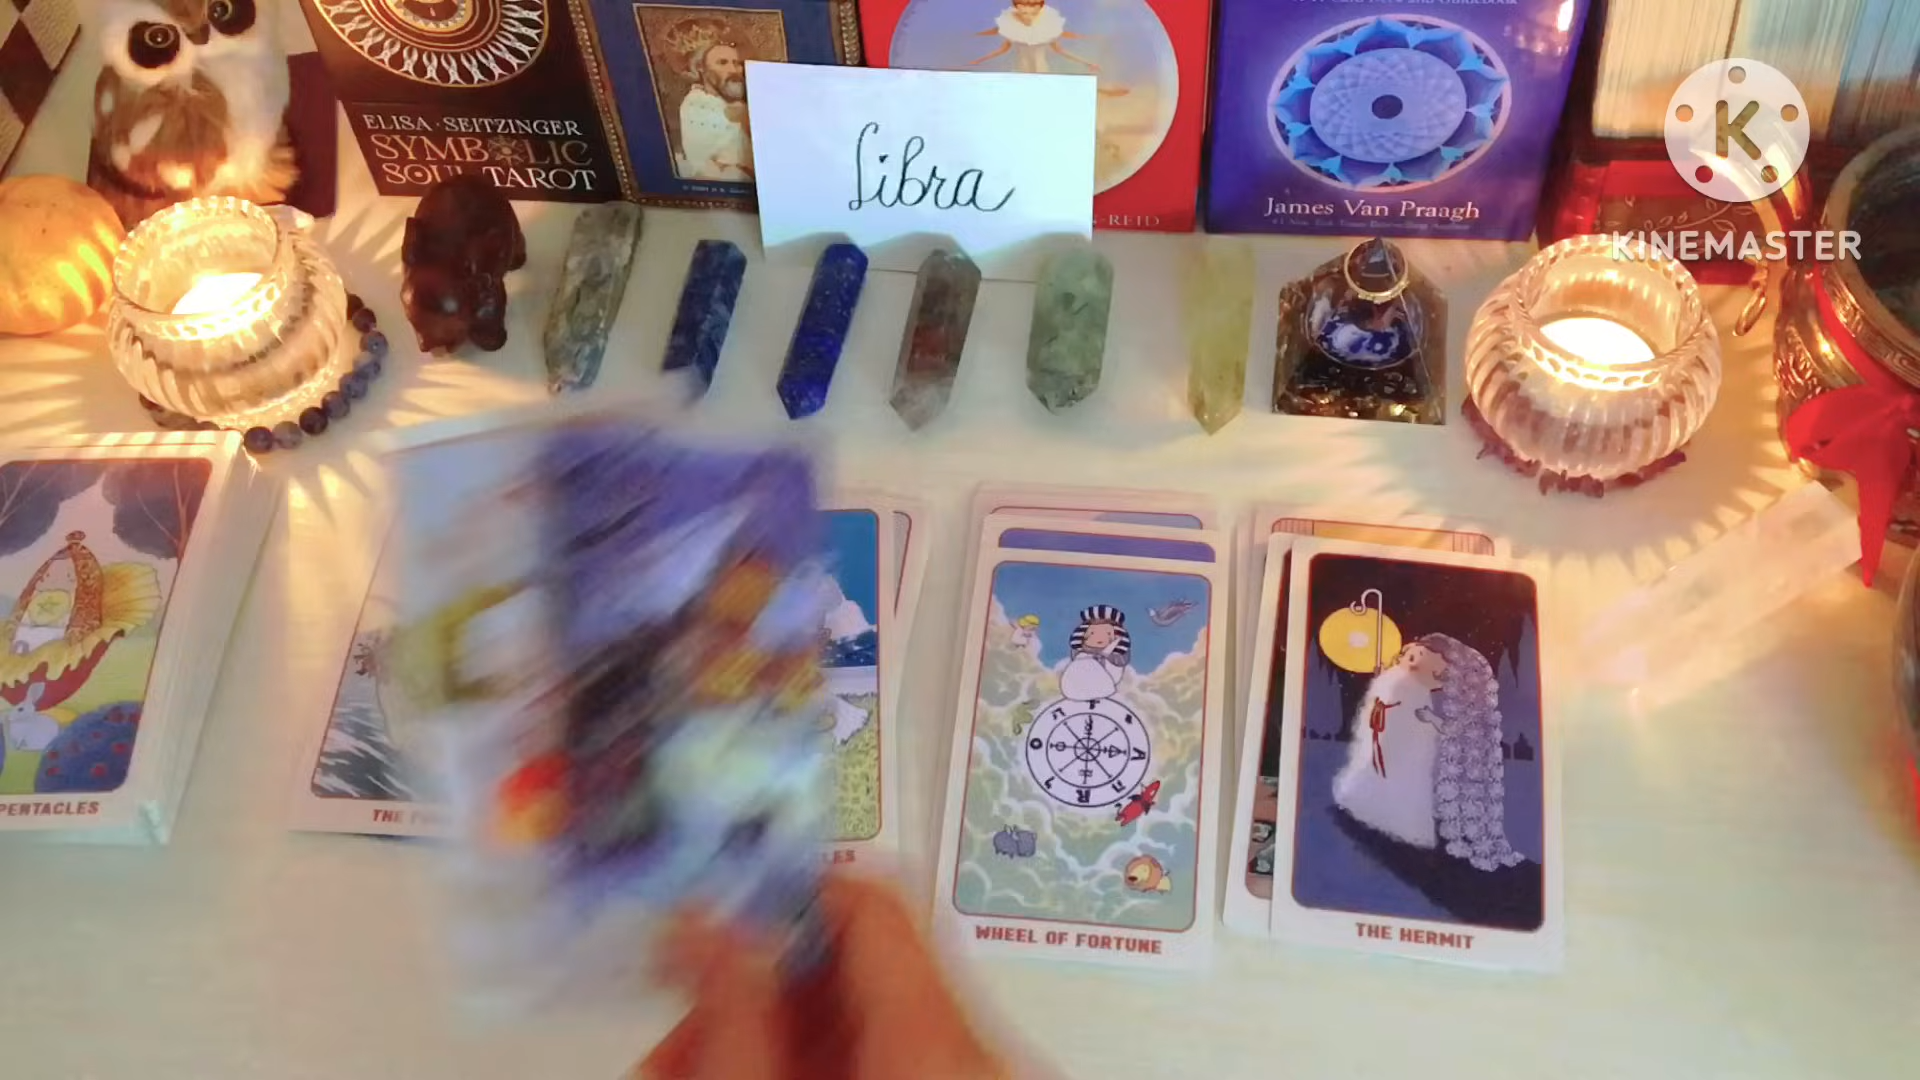 ELISA · SEITZINGER
SYMBOLIC
SOUL TAROT
Libra
-REID
James Van Praagh
K
KINEMASTER
PENTACLES
THE
WHEEL OF FORTUNE
THE HERMIT